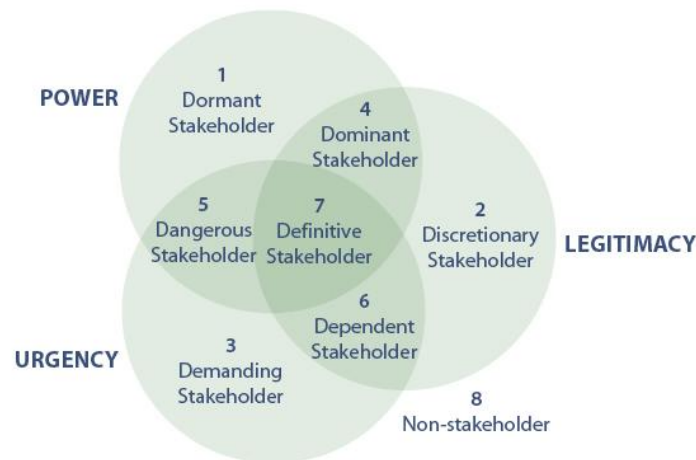 1
Dormant
Stakeholder
POWER
4
Dominant
Stakeholder
5
Dangerous
Stakeholder
7
Definitive
Stakeholder
2
Discretionary
Stakeholder
LEGITIMACY
6
Dependent
Stakeholder
URGENCY
3
Demanding
Stakeholder
8
Non-stakeholder